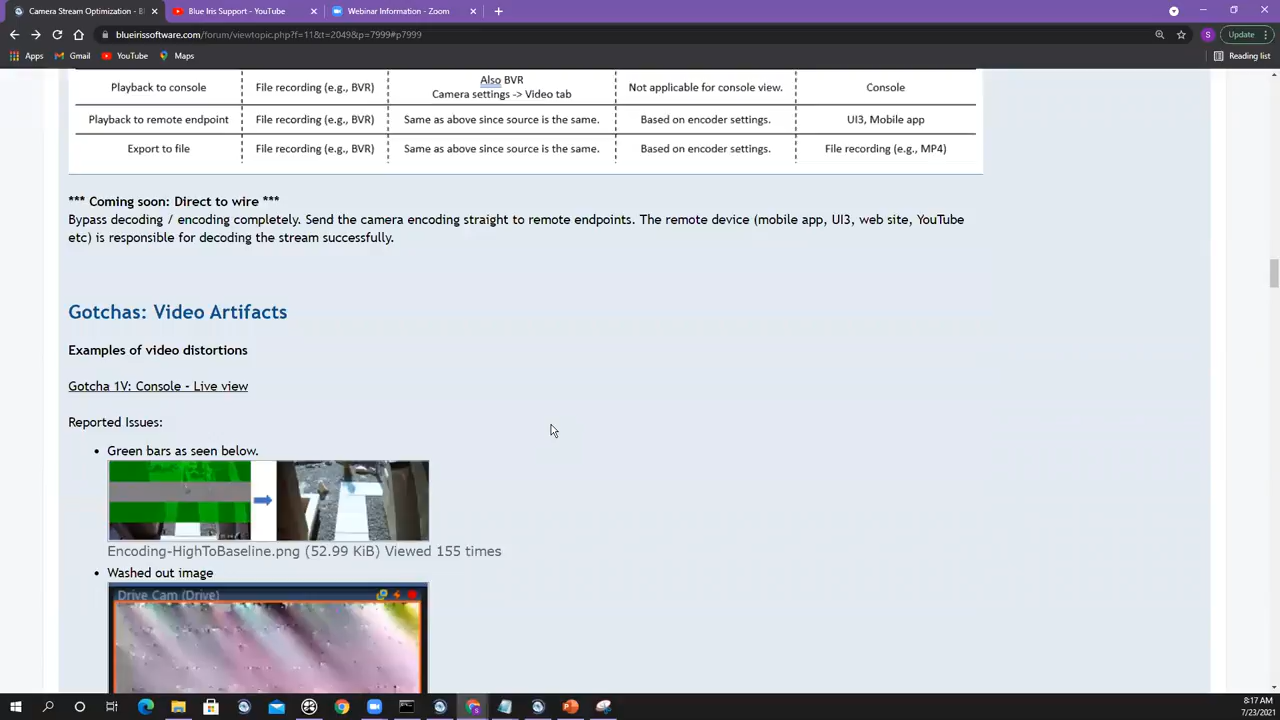 Camera Stream Optimization - B
Blue Iris Support - YouTube
Webinar Information - Zoom
blueirissoftware.com/forum/viewtopic.php?f=11&t=2049&p=7999#p7999
S
Update
Apps
Gmail
YouTube
Maps
Reading list
Playback to console
File recording (e.g., BVR)
Also BVR
Camera settings -> Video tab
Not applicable for console view.
Console
Playback to remote endpoint
File recording (e.g., BVR)
Same as above since source is the same.
Based on encoder settings.
UI3, Mobile app
Export to file
File recording (e.g., BVR)
Same as above since source is the same.
Based on encoder settings.
File recording (e.g., MP4)
*** Coming soon: Direct to wire ***
Bypass decoding / encoding completely. Send the camera encoding straight to remote endpoints. The remote device (mobile app, UI3, web site, YouTube
etc) is responsible for decoding the stream successfully.
Gotchas: Video Artifacts
Examples of video distortions
Gotcha 1V: Console - Live view
Reported Issues:
• Green bars as seen below.
Encoding-HighToBaseline.png (52.99 KiB) Viewed 155 times
• Washed out image
Drive Cam (Drive)
8:17 AM
7/23/2021